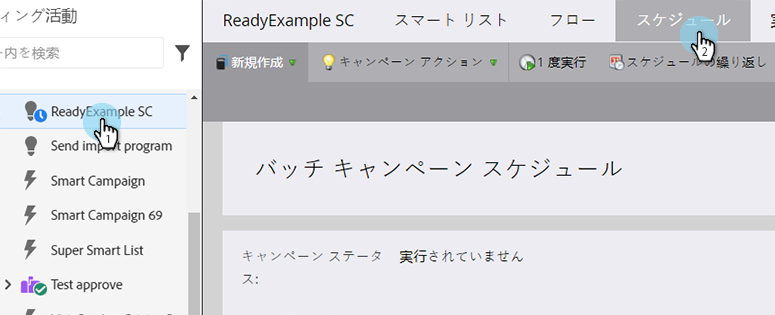 ィング活動
ー内を検索
ReadyExample SC
Send import program
Smart Campaign
Smart Campaign 69
Super Smart List
Test approve
ReadyExample SC スマート リスト フロー スケジュール
新規作成 キャンペーン アクション 1 度実行 スケジュールの繰り返し
バッチ キャンペーン スケジュール
キャンペーン ステータ 実行されていません
ス:
1
2